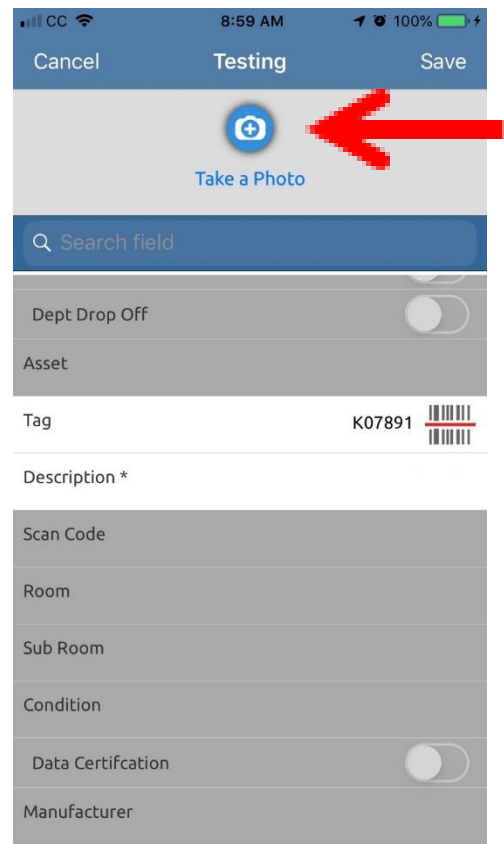 CC 8:59 AM 100%
Cancel Testing Save
Take a Photo
Search field
Dept Drop Off
Asset
Tag K07891
Description *
Scan Code
Room
Sub Room
Condition
Data Certifcation
Manufacturer